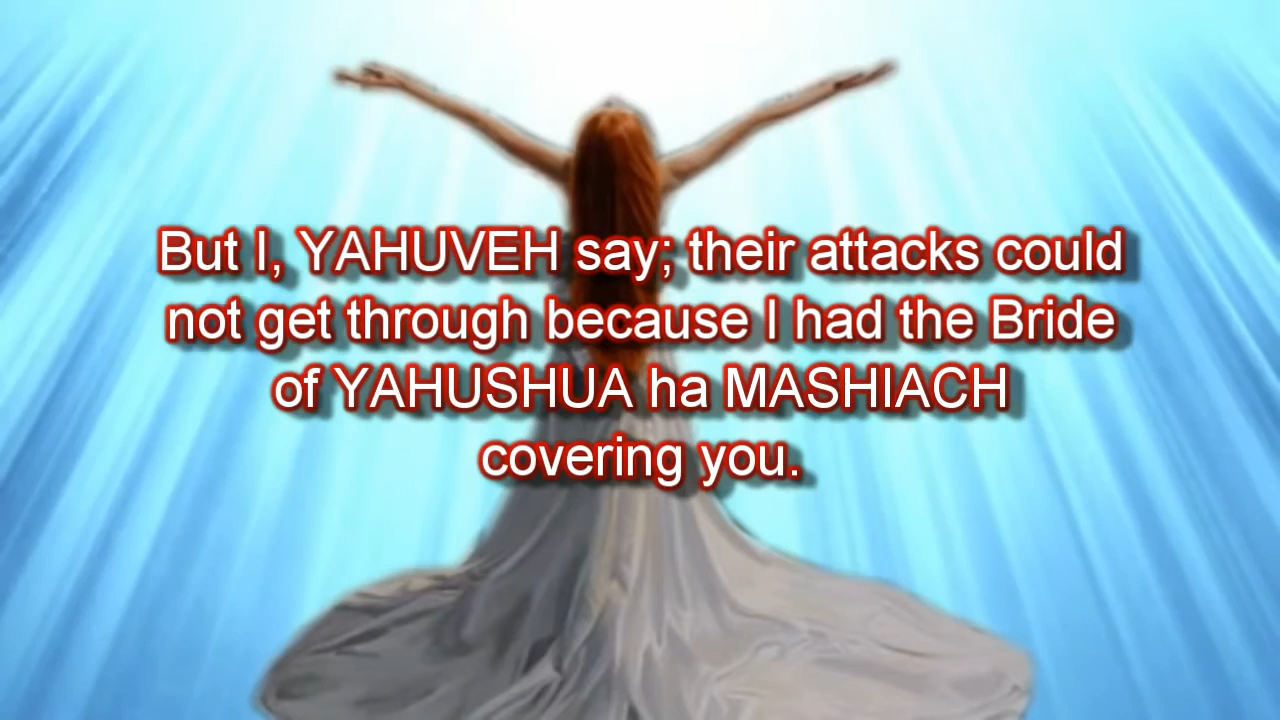 But I, YAHUVEH say; their attacks could
not get through because I had the Bride
of YAHUSHUA ha MASHIACH
covering you.